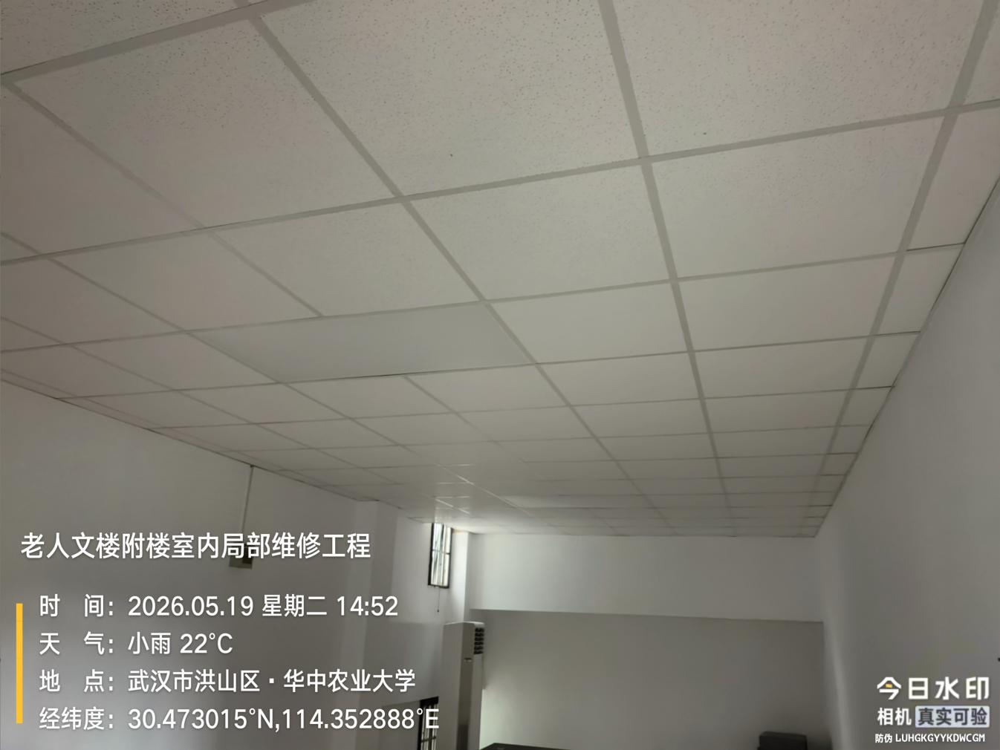 老人文楼附楼室内局部维修工程
时 间：2026.05.19 星期二 14:52
天 气：小雨 22°C
地 点：武汉市洪山区·华中农业大学
经纬度：30.473015°N,114.352888°E
今日水印
相机 真实可验
防伪 LUHGKGYYKDWCGM